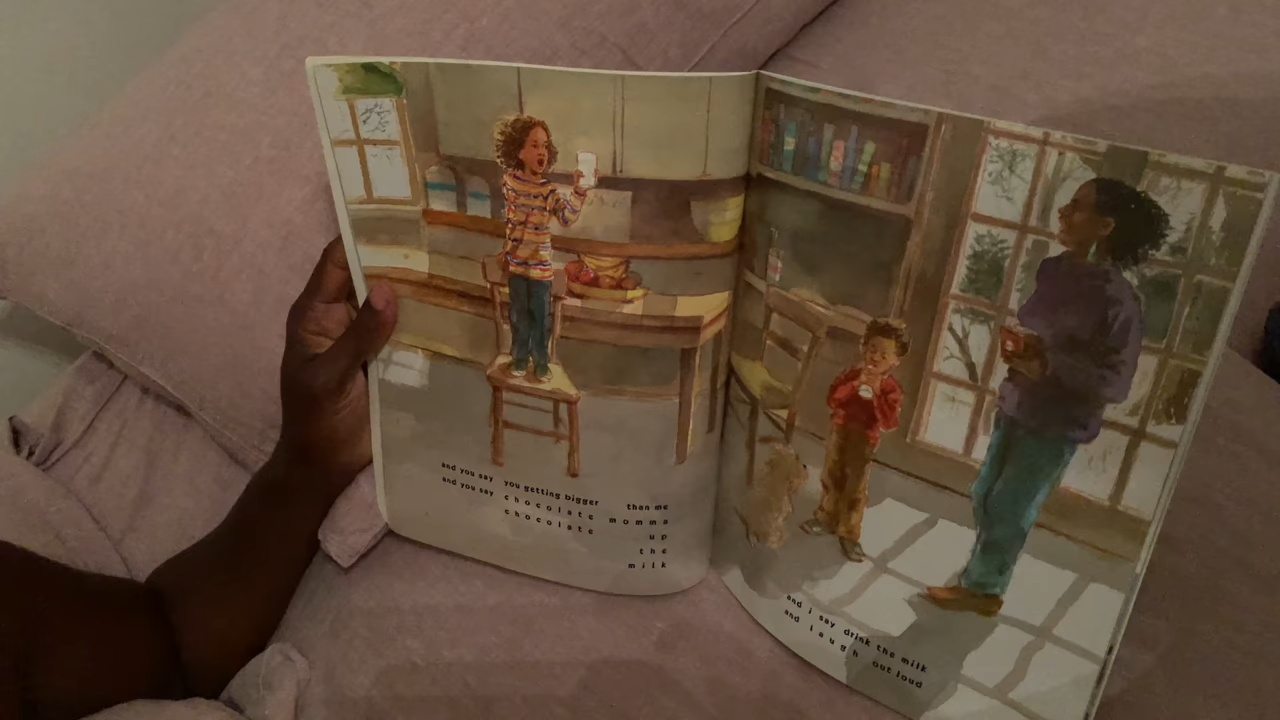 and you say you getting bigger than me
and you say chocolate momma
chocolate up
the
milk
and i say drink the milk
and laugh out loud